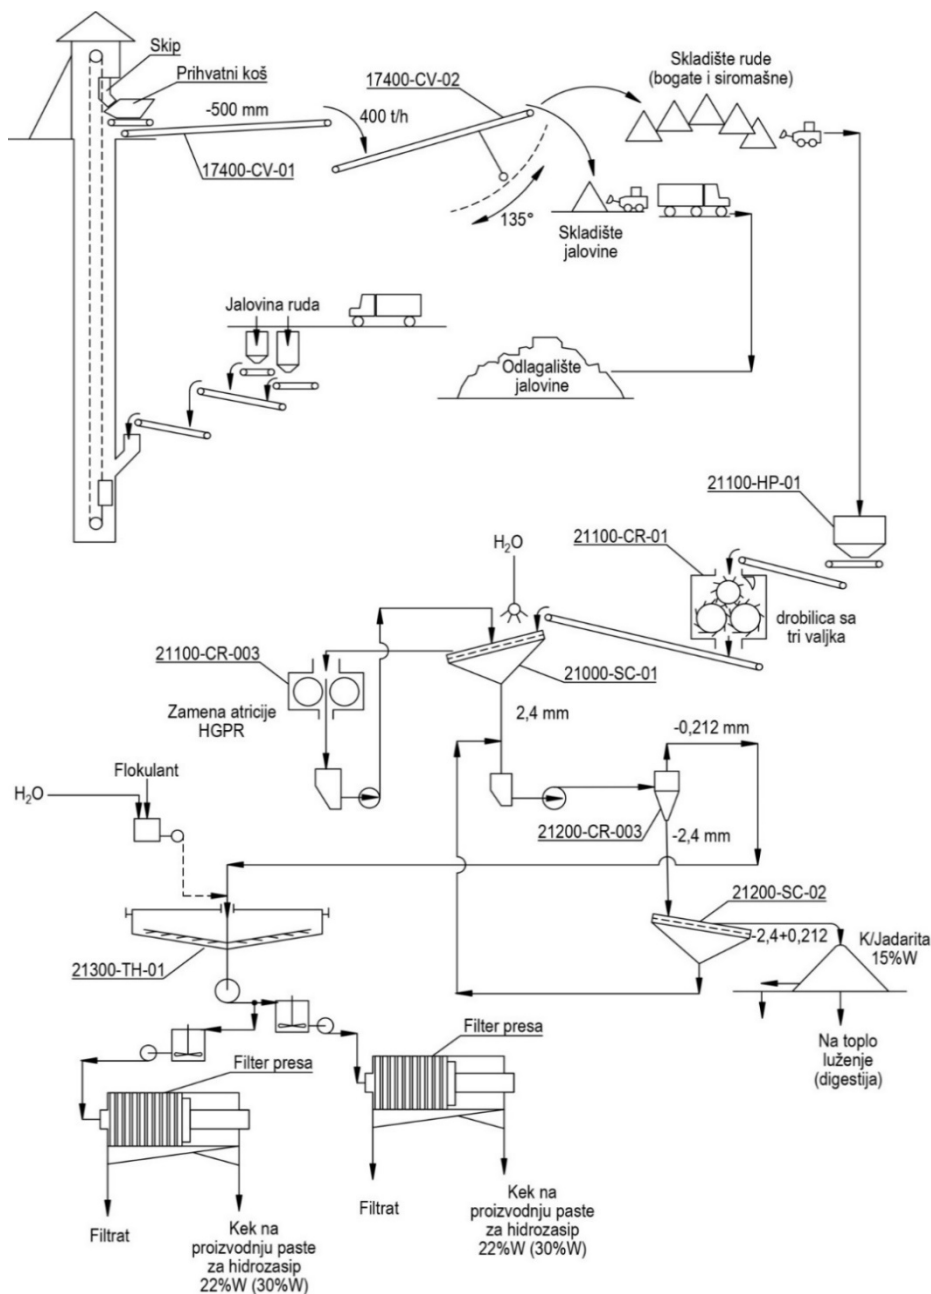 Skip
Prihvatni koš
-500 mm
17400-CV-01
17400-CV-02
400 t/h
135°
Skladište rude
(bogate i siromašne)
Skladište
jalovine
Jalovina ruda
Odlagalište
jalovine
21100-HP-01
21100-CR-01
H₂O
drobilica sa
tri valjka
21100-CR-003
21000-SC-01
Zamena atricije
HGPR
2,4 mm
-0,212 mm
Flokulant
H₂O
21200-CR-003
-2,4 mm
21200-SC-02
-2,4+0,212
K/Jadarita
15%W
21300-TH-01
Na toplo
luženje
(digestija)
Filter presa
Filter presa
Filtrat
Kek na
proizvodnju paste
za hidrozasip
22%W (30%W)
Filtrat
Kek na
proizvodnju paste
za hidrozasip
22%W (30%W)